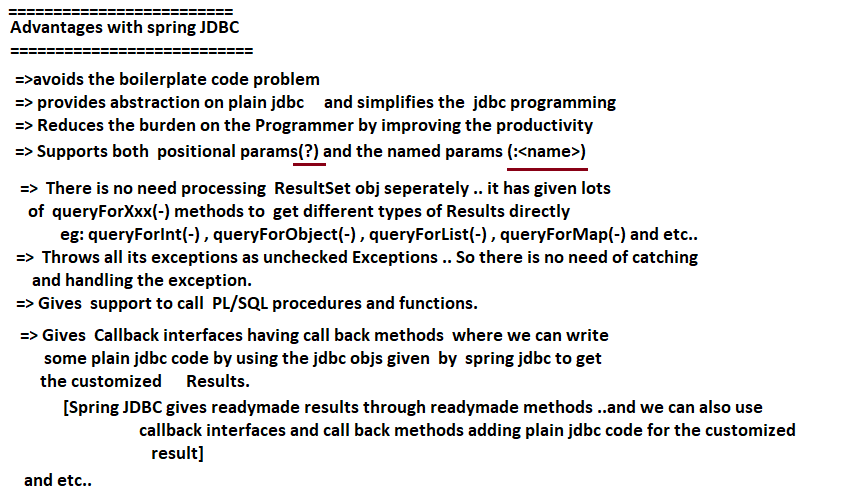 =========================
Advantages with spring JDBC
===========================
=>avoids the boilerplate code problem
=> provides abstraction on plain jdbc and simplifies the jdbc programming
=> Reduces the burden on the Programmer by improving the productivity
=> Supports both positional params(?) and the named params (:<name>)
=> There is no need processing ResultSet obj seperately .. it has given lots
of queryForXxx(-) methods to get different types of Results directly
eg: queryForInt(-) , queryForObject(-) , queryForList(-) , queryForMap(-) and etc..
=> Throws all its exceptions as unchecked Exceptions .. So there is no need of catching
and handling the exception.
=> Gives support to call PL/SQL procedures and functions.
=> Gives Callback interfaces having call back methods where we can write
some plain jdbc code by using the jdbc objs given by spring jdbc to get
the customized Results.
[Spring JDBC gives readymade results through readymade methods ..and we can also use
callback interfaces and call back methods adding plain jdbc code for the customized
result]
and etc..